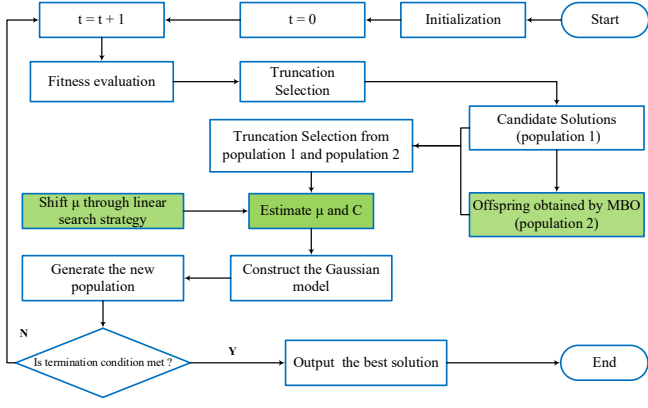 t = t + 1
t = 0
Initialization
Start
Fitness evaluation
Truncation
Selection
Candidate Solutions
(population 1)
Truncation Selection from
population 1 and population 2
Shift μ through linear
search strategy
Estimate μ and C
Offspring obtained by MBO
(population 2)
Generate the new
population
Construct the Gaussian
model
N
Is termination condition met ?
Y
Output the best solution
End